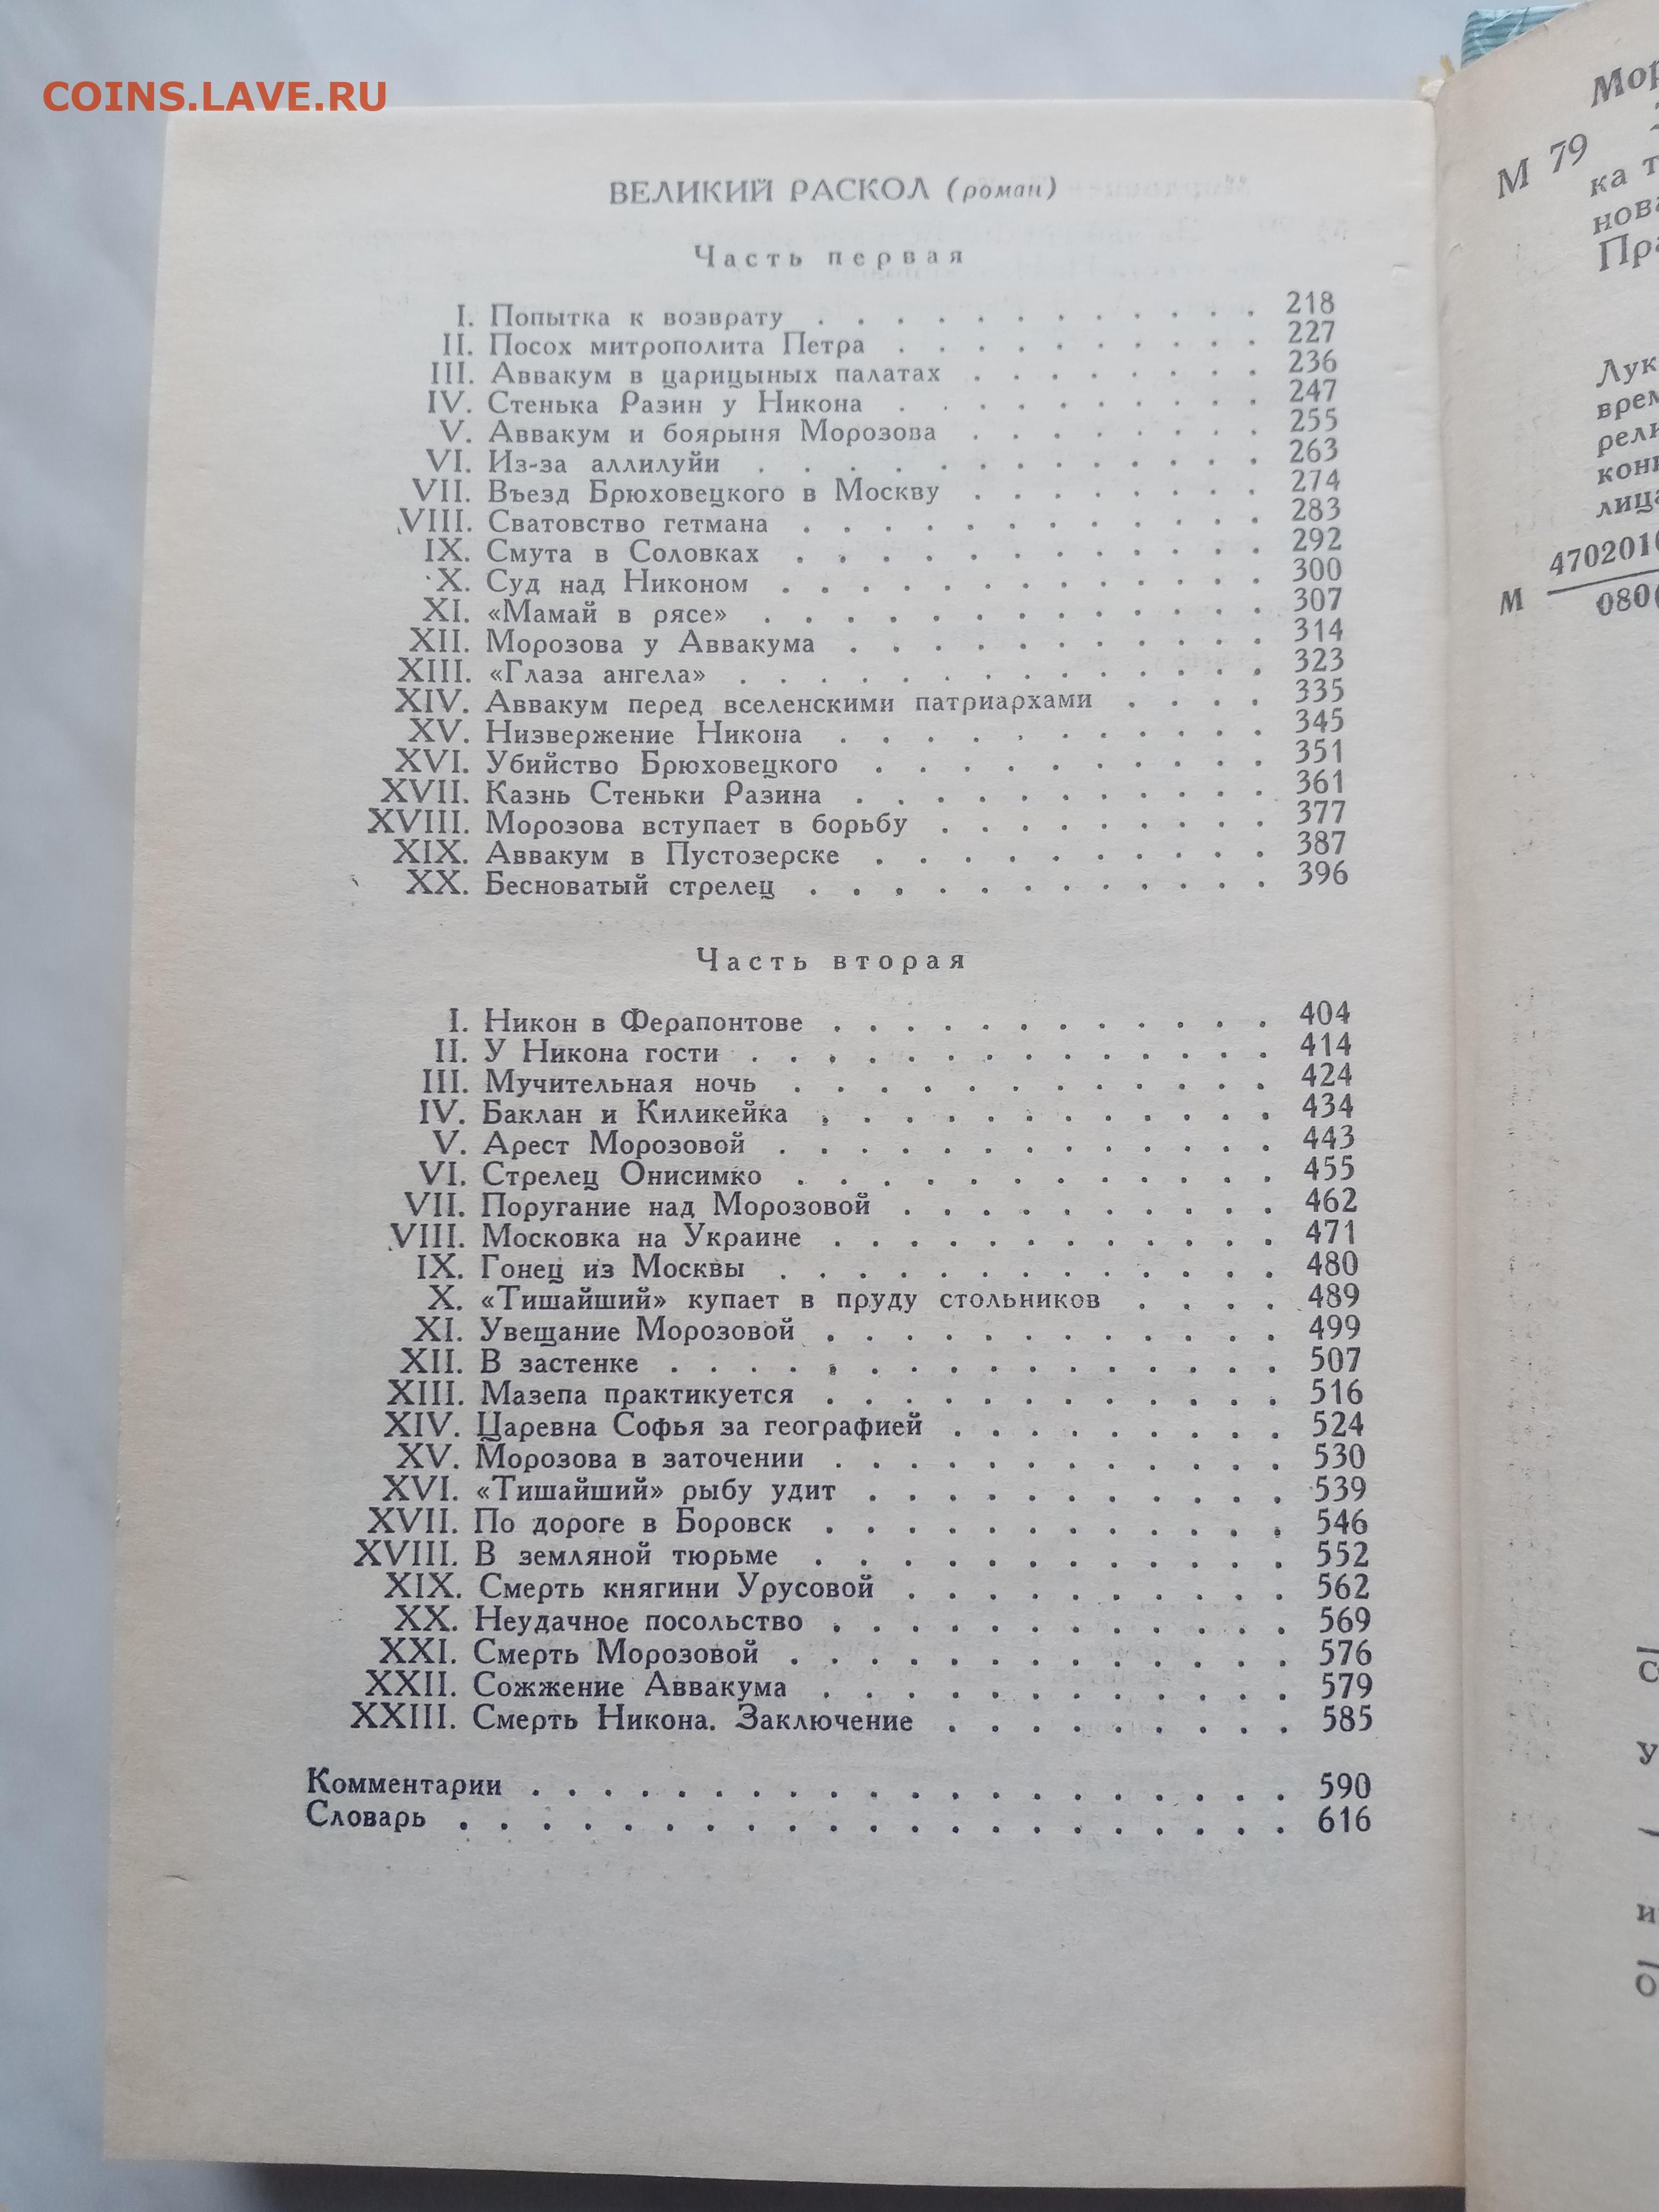 COINS.LAVE.RU
ВЕЛИКИЙ РАСКОЛ (роман)
Часть первая
I. Попытка к возврату . . . . . . . . . . . . 218
II. Посох митрополита Петра . . . . . . . . . . 227
III. Аввакум в царицыных палатах . . . . . . . . 236
IV. Стенька Разин у Никона . . . . . . . . . . 247
V. Аввакум и боярыня Морозова . . . . . . . . 255
VI. Из-за аллилуйи . . . . . . . . . . . . . 263
VII. Въезд Брюховецкого в Москву . . . . . . . . 274
VIII. Сватовство гетмана . . . . . . . . . . . . 283
IX. Смута в Соловках . . . . . . . . . . . . 292
X. Суд над Никоном . . . . . . . . . . . . 300
XI. «Мамай в рясе» . . . . . . . . . . . . . 307
XII. Морозова у Аввакума . . . . . . . . . . . 314
XIII. «Глаза ангела» . . . . . . . . . . . . . 323
XIV. Аввакум перед вселенскими патриархами . . . . 335
XV. Низвержение Никона . . . . . . . . . . . 345
XVI. Убийство Брюховецкого . . . . . . . . . . 351
XVII. Казнь Стеньки Разина . . . . . . . . . . . 361
XVIII. Морозова вступает в борьбу . . . . . . . . . 377
XIX. Аввакум в Пустозерске . . . . . . . . . . 387
XX. Бесноватый стрелец . . . . . . . . . . . . 396
Часть вторая
I. Никон в Ферапонтове . . . . . . . . . . . 404
II. У Никона гости . . . . . . . . . . . . . 414
III. Мучительная ночь . . . . . . . . . . . . 424
IV. Баклан и Киликейка . . . . . . . . . . . . 434
V. Арест Морозовой . . . . . . . . . . . . . 443
VI. Стрелец Онисимко . . . . . . . . . . . . 455
VII. Поругание над Морозовой . . . . . . . . . . 462
VIII. Московка на Украине . . . . . . . . . . . 471
IX. Гонец из Москвы . . . . . . . . . . . . . 480
X. «Тишайший» купает в пруду стольников . . . . 489
XI. Увещание Морозовой . . . . . . . . . . . . 499
XII. В застенке . . . . . . . . . . . . . . . 507
XIII. Мазепа практикуется . . . . . . . . . . . . 516
XIV. Царевна Софья за географией . . . . . . . . . 524
XV. Морозова в заточении . . . . . . . . . . . . 530
XVI. «Тишайший» рыбу удит . . . . . . . . . . . 539
XVII. По дороге в Боровск . . . . . . . . . . . . 546
XVIII. В земляной тюрьме . . . . . . . . . . . . 552
XIX. Смерть княгини Урусовой . . . . . . . . . . 562
XX. Неудачное посольство . . . . . . . . . . . . 569
XXI. Смерть Морозовой . . . . . . . . . . . . . 576
XXII. Сожжение Аввакума . . . . . . . . . . . . 579
XXIII. Смерть Никона. Заключение . . . . . . . . . 585
Комментарии . . . . . . . . . . . . . . . . . . . 590
Словарь . . . . . . . . . . . . . . . . . . . . . 616
М 79
М